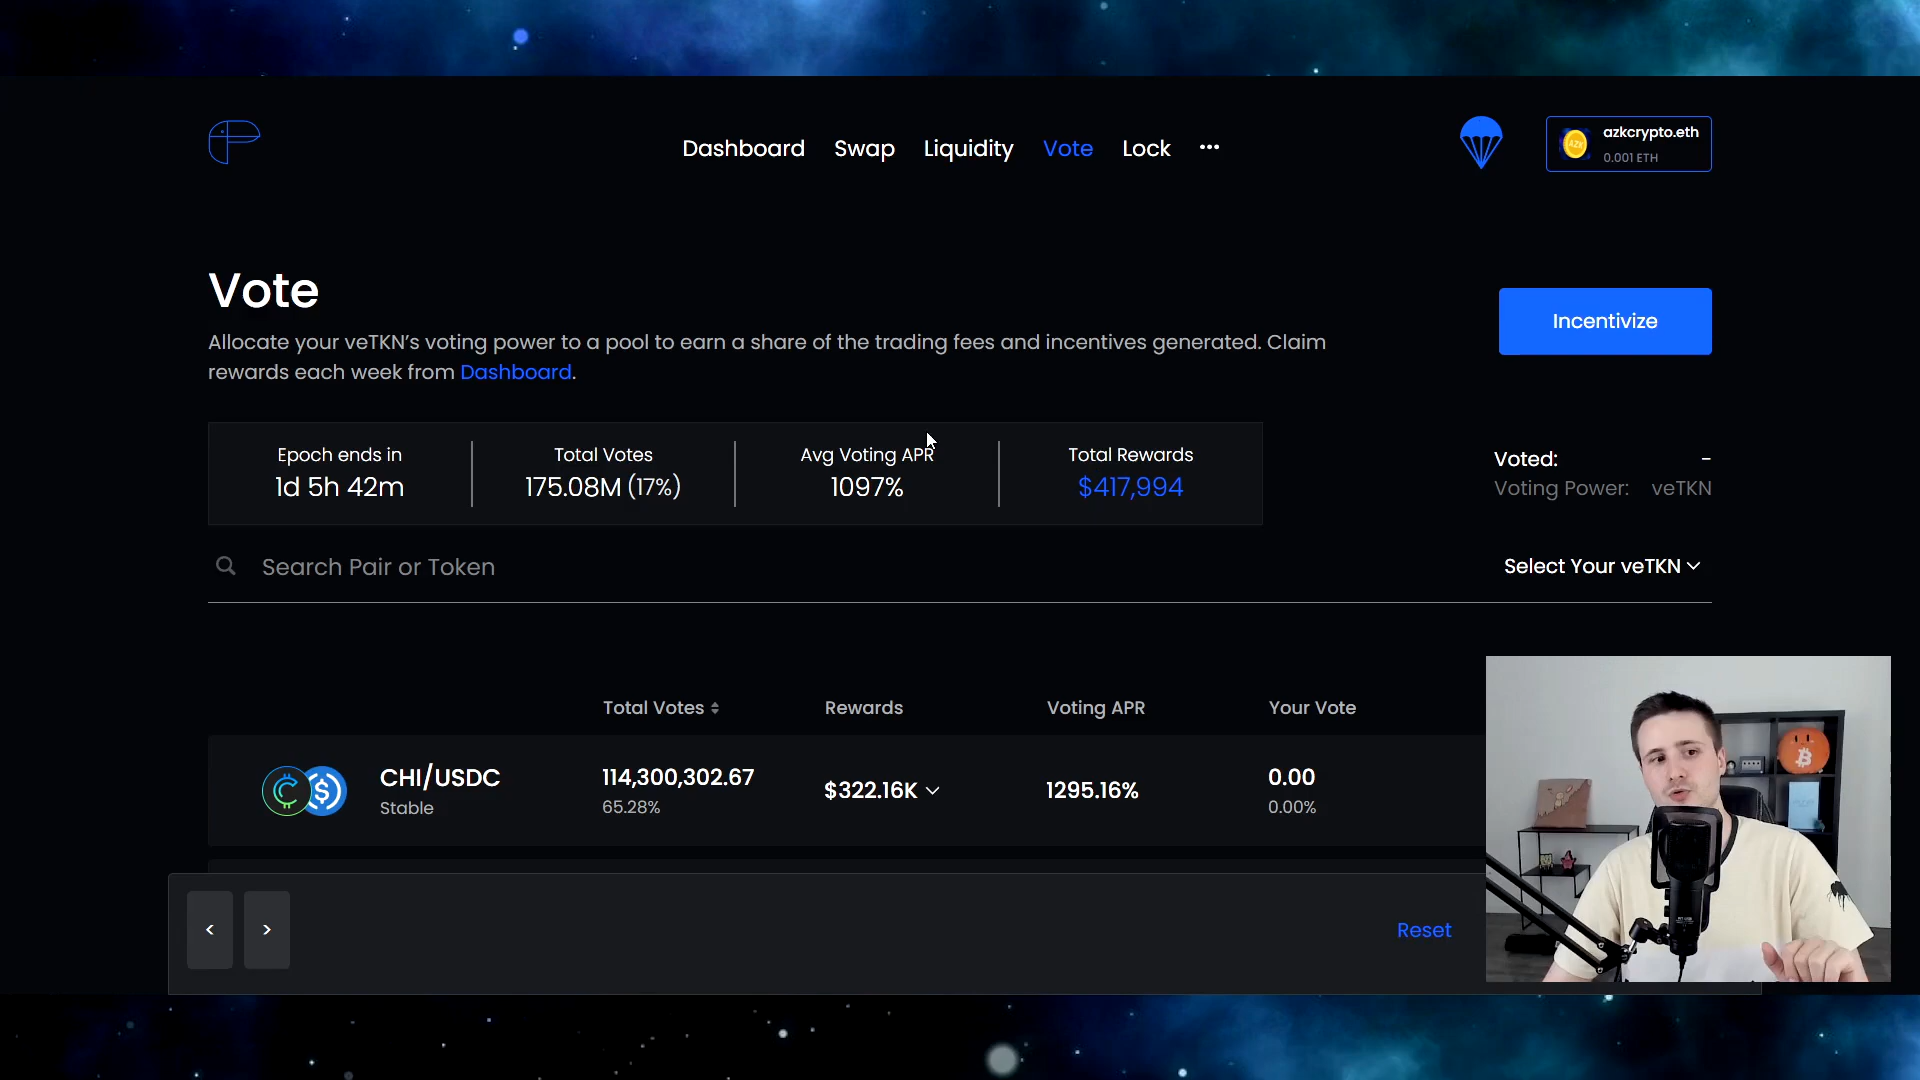 Dashboard Swap Liquidity Vote Lock ···
azkcrypto.eth
0.001 ETH
Vote
Incentivize
Allocate your veTKN’s voting power to a pool to earn a share of the trading fees and incentives generated. Claim
rewards each week from Dashboard.
Epoch ends in Total Votes Avg Voting APR Total Rewards
1d 5h 42m 175.08M (17%) 1097% $417,994
Voted: -
Voting Power: veTKN
Search Pair or Token
Select Your veTKN
Total Votes Rewards Voting APR Your Vote
CHI/USDC 114,300,302.67 $322.16K 1295.16% 0.00
Stable 65.28% 0.00%
< >
Reset